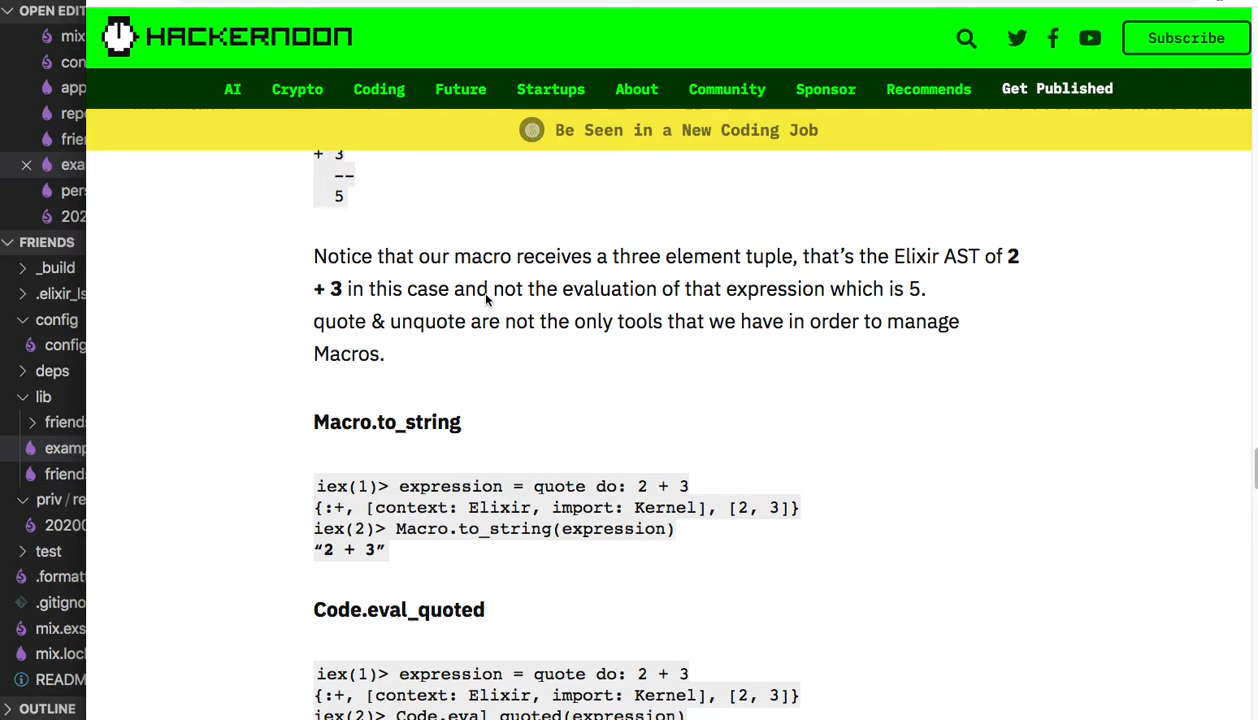 OPEN EDIT
mix
con
app
rep
frie
exa
per
202
FRIENDS
_build
.elixir_ls
config
config
deps
lib
friend
examp
friend
priv / re
2020
test
.format
.gitigno
mix.exs
mix.loc
READM
OUTLINE
HACKERNOON
Subscribe
AI Crypto Coding Future Startups About Community Sponsor Recommends Get Published
Be Seen in a New Coding Job
+ 3
--
5
Notice that our macro receives a three element tuple, that’s the Elixir AST of 2
+ 3 in this case and not the evaluation of that expression which is 5.
quote & unquote are not the only tools that we have in order to manage
Macros.
Macro.to_string
iex(1)> expression = quote do: 2 + 3
{:+, [context: Elixir, import: Kernel], [2, 3]}
iex(2)> Macro.to_string(expression)
“2 + 3”
Code.eval_quoted
iex(1)> expression = quote do: 2 + 3
{:+, [context: Elixir, import: Kernel], [2, 3]}
iex(2)> Code.eval_quoted(expression)